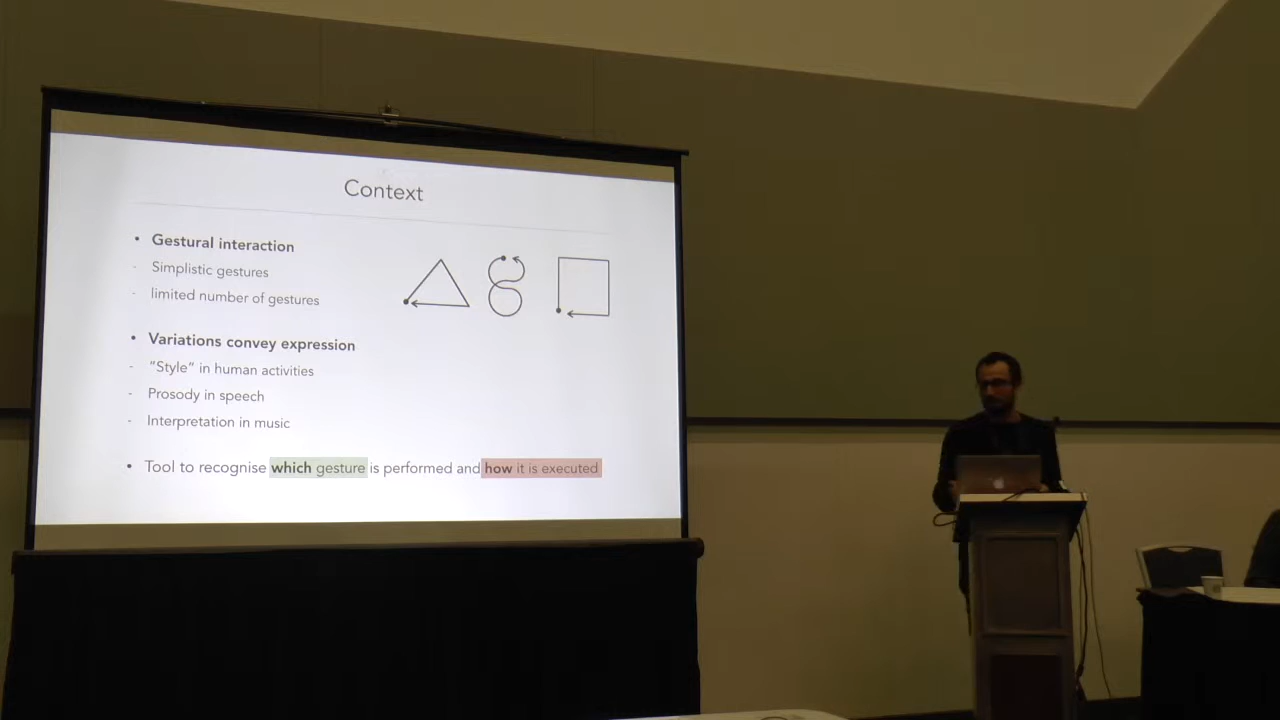 Context
• Gestural interaction
- Simplistic gestures
- limited number of gestures
• Variations convey expression
- "Style" in human activities
- Prosody in speech
- Interpretation in music
• Tool to recognise which gesture is performed and how it is executed